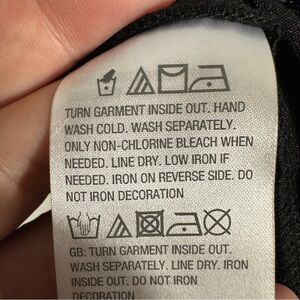 TURN GARMENT INSIDE OUT. HAND
WASH COLD. WASH SEPARATELY.
ONLY NON-CHLORINE BLEACH WHEN
NEEDED. LINE DRY. LOW IRON IF
NEEDED. IRON ON REVERSE SIDE. DO
NOT IRON DECORATION
GB: TURN GARMENT INSIDE OUT.
WASH SEPARATELY. LINE DRY. IRON
INSIDE OUT. DO NOT IRON
DECORATION